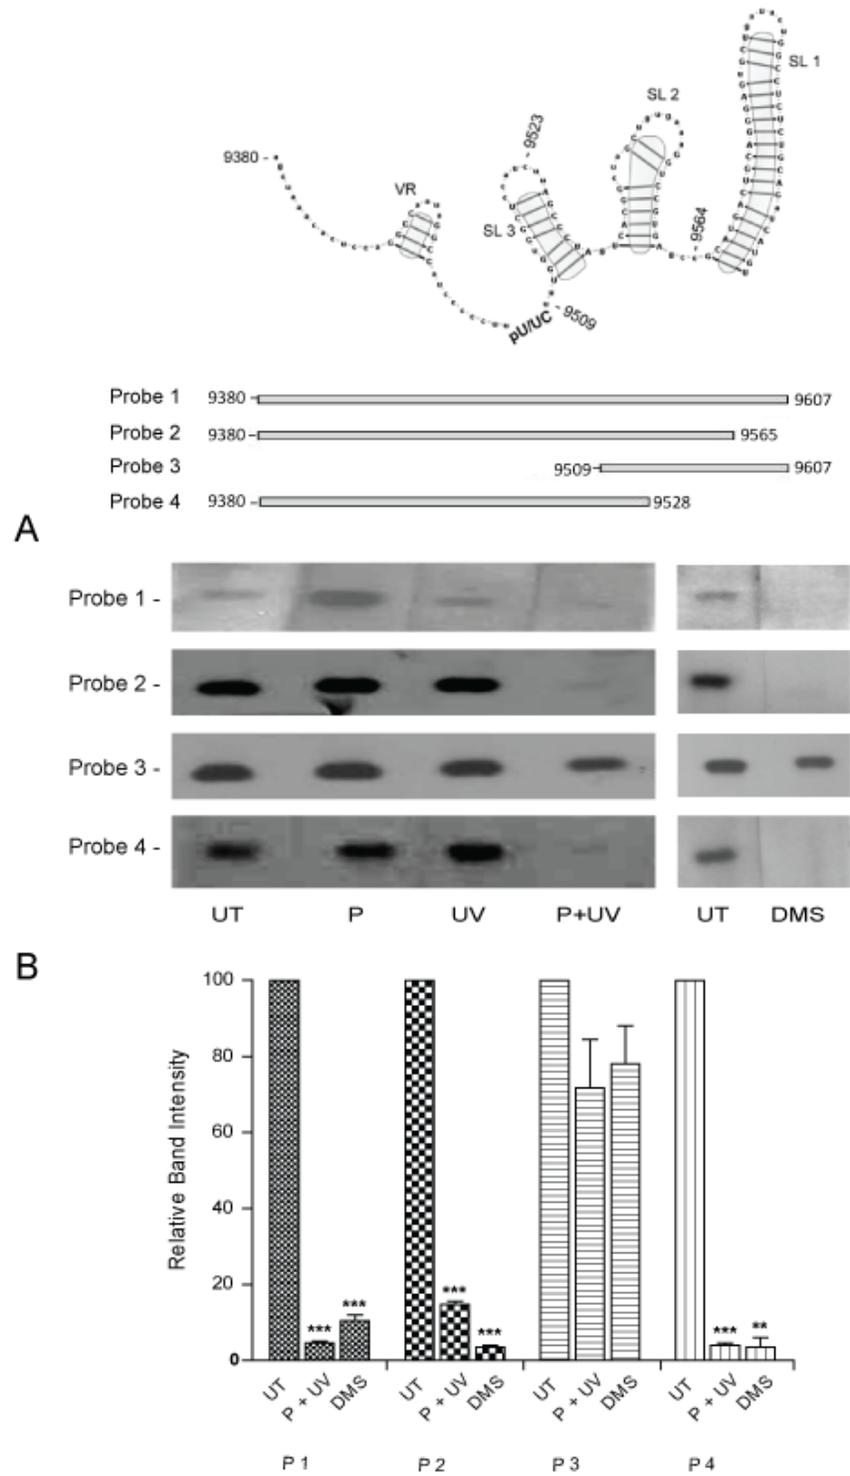 SL 1
SL 2
9523
9380 -
VR
SL 3
9564
pU/UC
- 9509
Probe 1 9380 - 9607
Probe 2 9380 - 9565
Probe 3 9509 - 9607
Probe 4 9380 - 9528
A
Probe 1 -
Probe 2 -
Probe 3 -
Probe 4 -
UT P UV P+UV UT DMS
B
Relative Band Intensity
100
80
60
40
20
0
*** *** *** *** *** **
UT P + UV DMS UT P + UV DMS UT P + UV DMS UT P + UV DMS
P 1 P 2 P 3 P 4